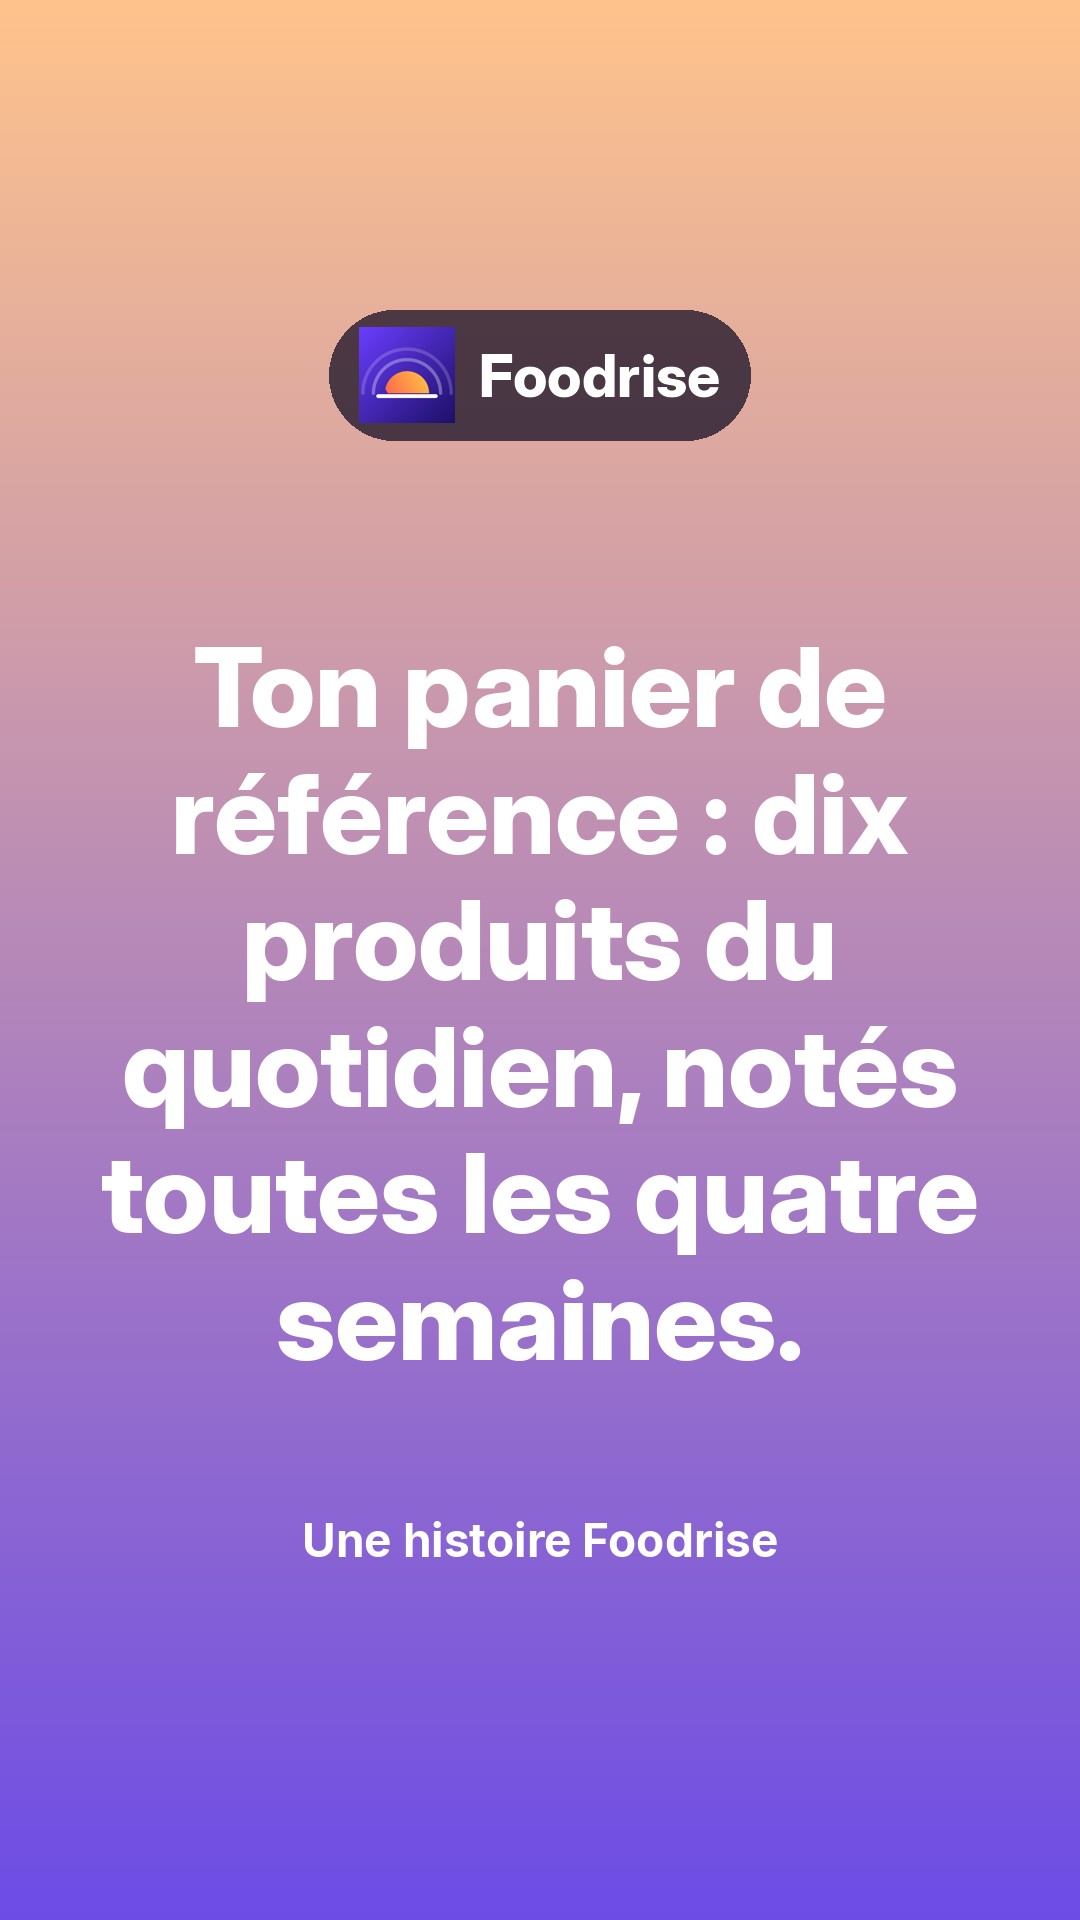 Foodrise
Ton panier de
référence : dix
produits du
quotidien, notés
toutes les quatre
semaines.
Une histoire Foodrise